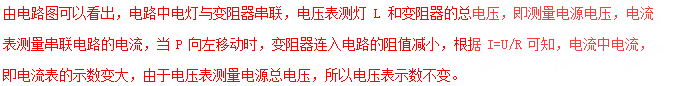 由电路图可以看出，电路中电灯与变阻器串联，电压表测灯 L 和变阻器的总电压，即测量电源电压，电流
表测量串联电路的电流，当 P 向左移动时，变阻器连入电路的阻值减小，根据 I=U/R 可知，电流中电流，
即电流表的示数变大，由于电压表测量电源总电压，所以电压表示数不变。